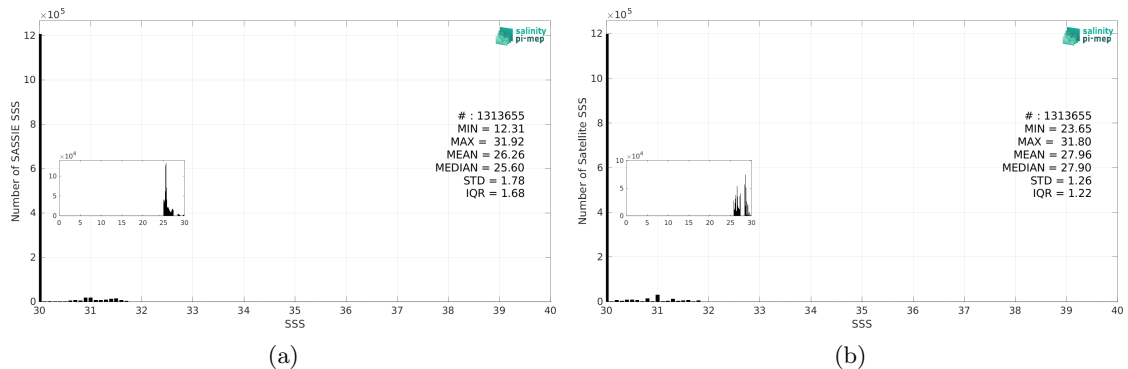 ×10⁵
12
10
8
6
4
2
0
Number of SASSIE SSS
30 31 32 33 34 35 36 37 38 39 40
SSS
salinity
pi-mep
# : 1313655
MIN = 12.31
MAX = 31.92
MEAN = 26.26
MEDIAN = 25.60
STD = 1.78
IQR = 1.68
×10⁴
10
5
0
0 5 10 15 20 25 30
(a)
×10⁵
12
10
8
6
4
2
0
Number of Satellite SSS
30 31 32 33 34 35 36 37 38 39 40
SSS
salinity
pi-mep
# : 1313655
MIN = 23.65
MAX = 31.80
MEAN = 27.96
MEDIAN = 27.90
STD = 1.26
IQR = 1.22
×10⁴
10
5
0
0 5 10 15 20 25 30
(b)